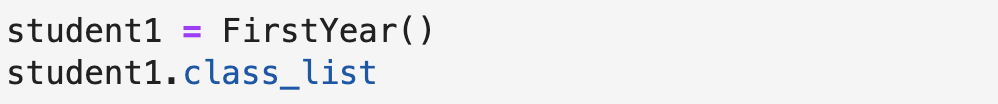 student1 = FirstYear()
student1.class_list